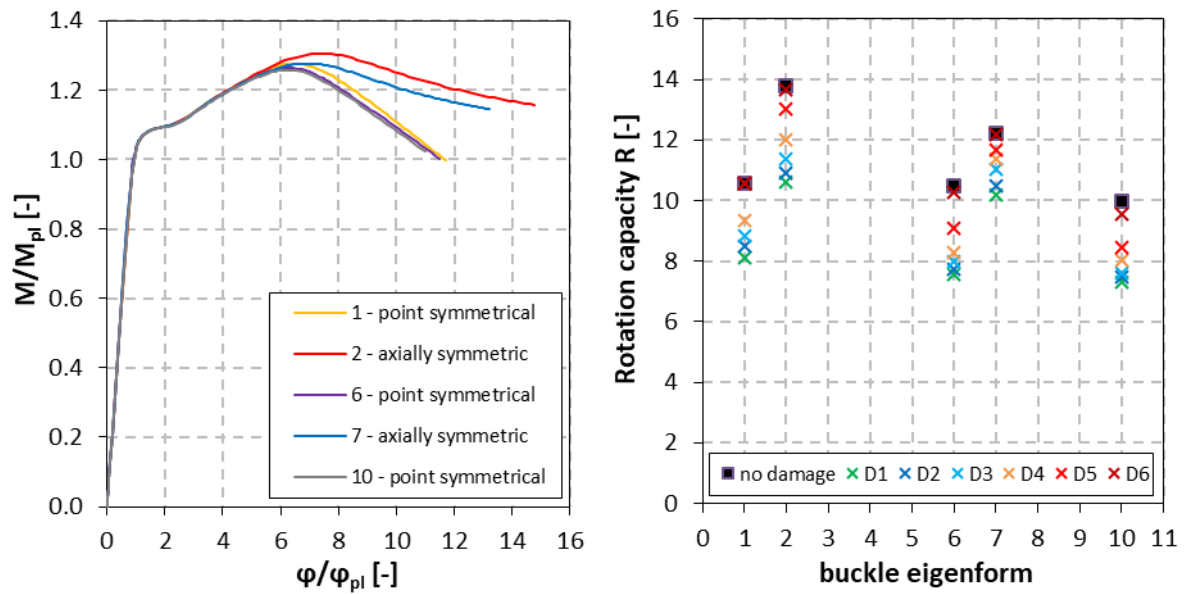 1.4
1.2
1.0
0.8
0.6
0.4
0.2
0.0
M/Mpl [-]
0 2 4 6 8 10 12 14 16
φ/φpl [-]
1 - point symmetrical
2 - axially symmetric
6 - point symmetrical
7 - axially symmetric
10 - point symmetrical
16
14
12
10
8
6
4
2
0
Rotation capacity R [-]
no damage D1 D2 D3 D4 D5 D6
0 1 2 3 4 5 6 7 8 9 10 11
buckle eigenform